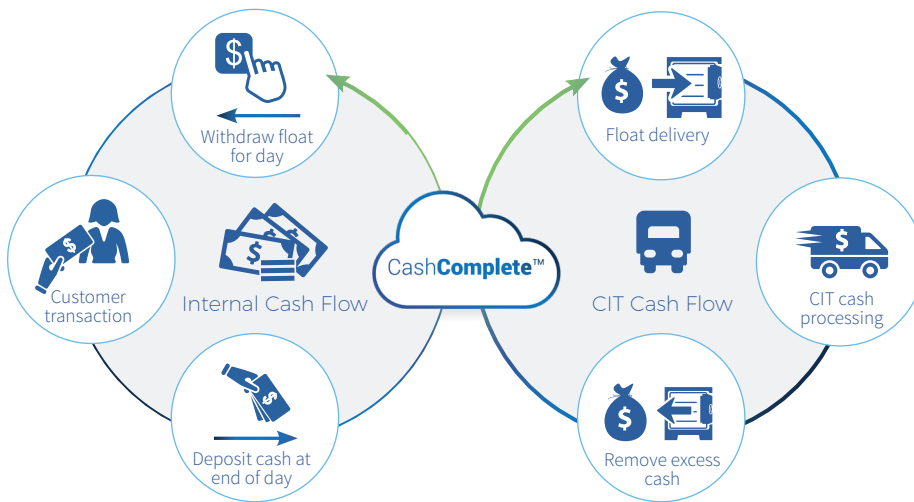 $
Withdraw float
for day
$
Float delivery
$
Customer
transaction
$
$
Internal Cash Flow
CashComplete™
CIT Cash Flow
$
CIT cash
processing
$
Deposit cash at
end of day
$
Remove excess
cash